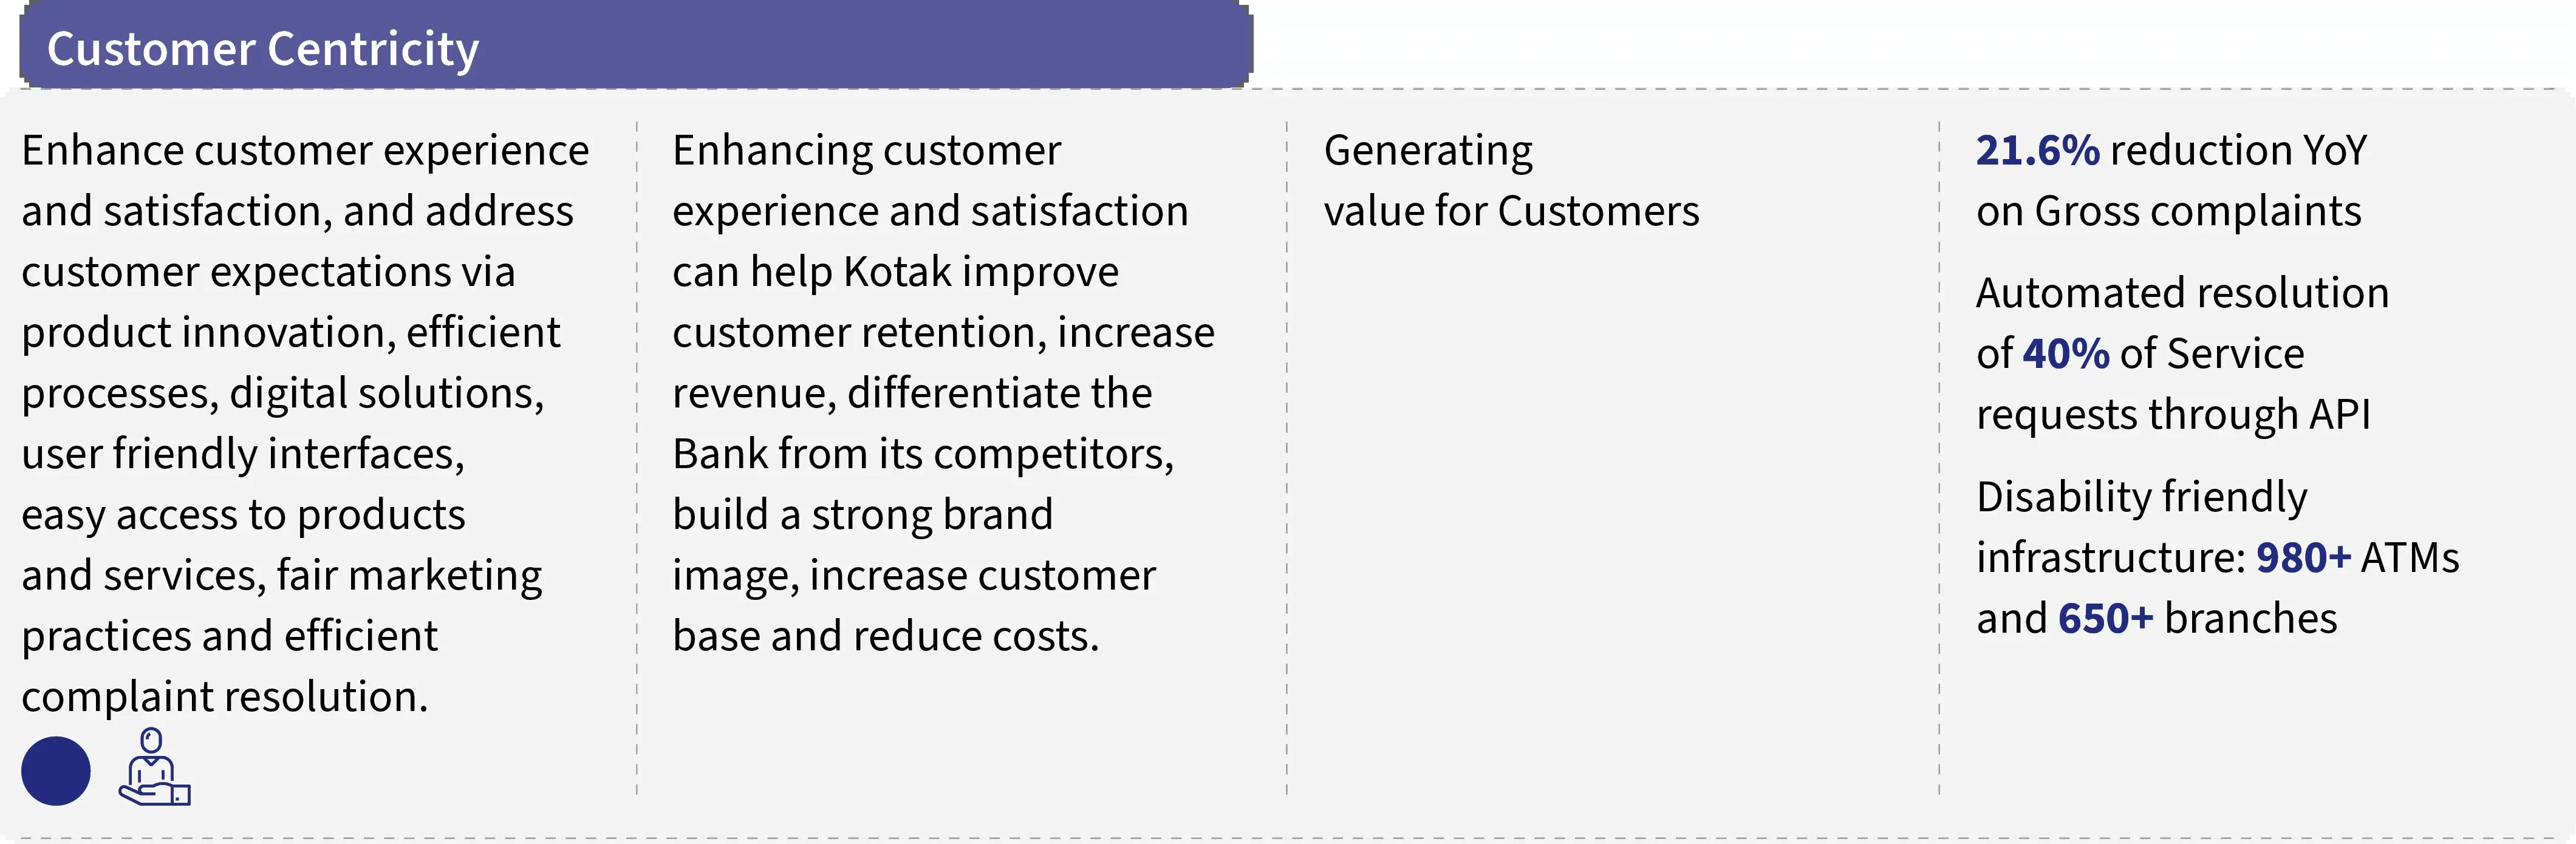 Customer Centricity
Enhance customer experience
and satisfaction, and address
customer expectations via
product innovation, efficient
processes, digital solutions,
user friendly interfaces,
easy access to products
and services, fair marketing
practices and efficient
complaint resolution.
Enhancing customer
experience and satisfaction
can help Kotak improve
customer retention, increase
revenue, differentiate the
Bank from its competitors,
build a strong brand
image, increase customer
base and reduce costs.
Generating
value for Customers
21.6% reduction YoY
on Gross complaints
Automated resolution
of 40% of Service
requests through API
Disability friendly
infrastructure: 980+ ATMs
and 650+ branches